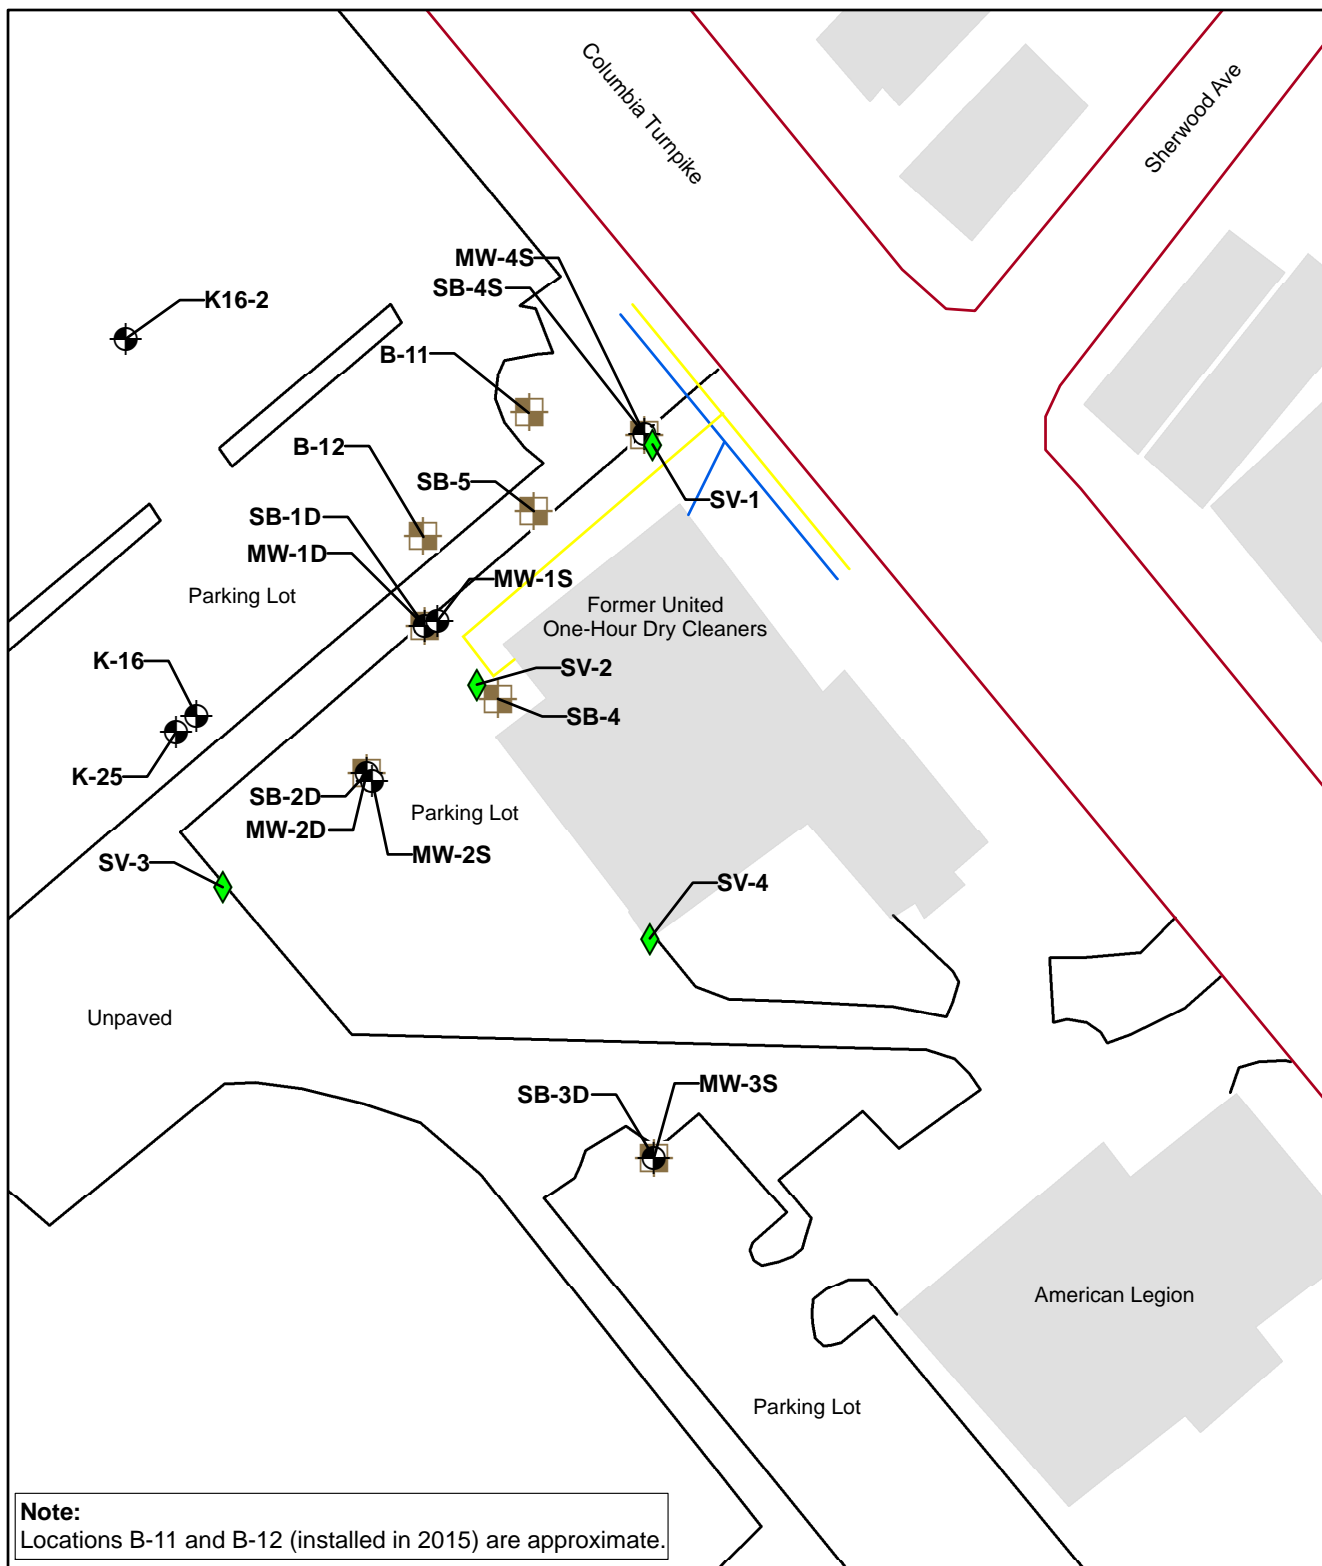 Columbia Turnpike
Sherwood Ave
MW-4S
SB-4S
K16-2
B-11
B-12
SB-5
SV-1
SB-1D
MW-1D
MW-1S
Parking Lot
Former United
One-Hour Dry Cleaners
K-16
SV-2
SB-4
K-25
SB-2D
Parking Lot
MW-2D
MW-2S
SV-3
SV-4
Unpaved
MW-3S
SB-3D
American Legion
Parking Lot
Note:
Locations B-11 and B-12 (installed in 2015) are approximate.